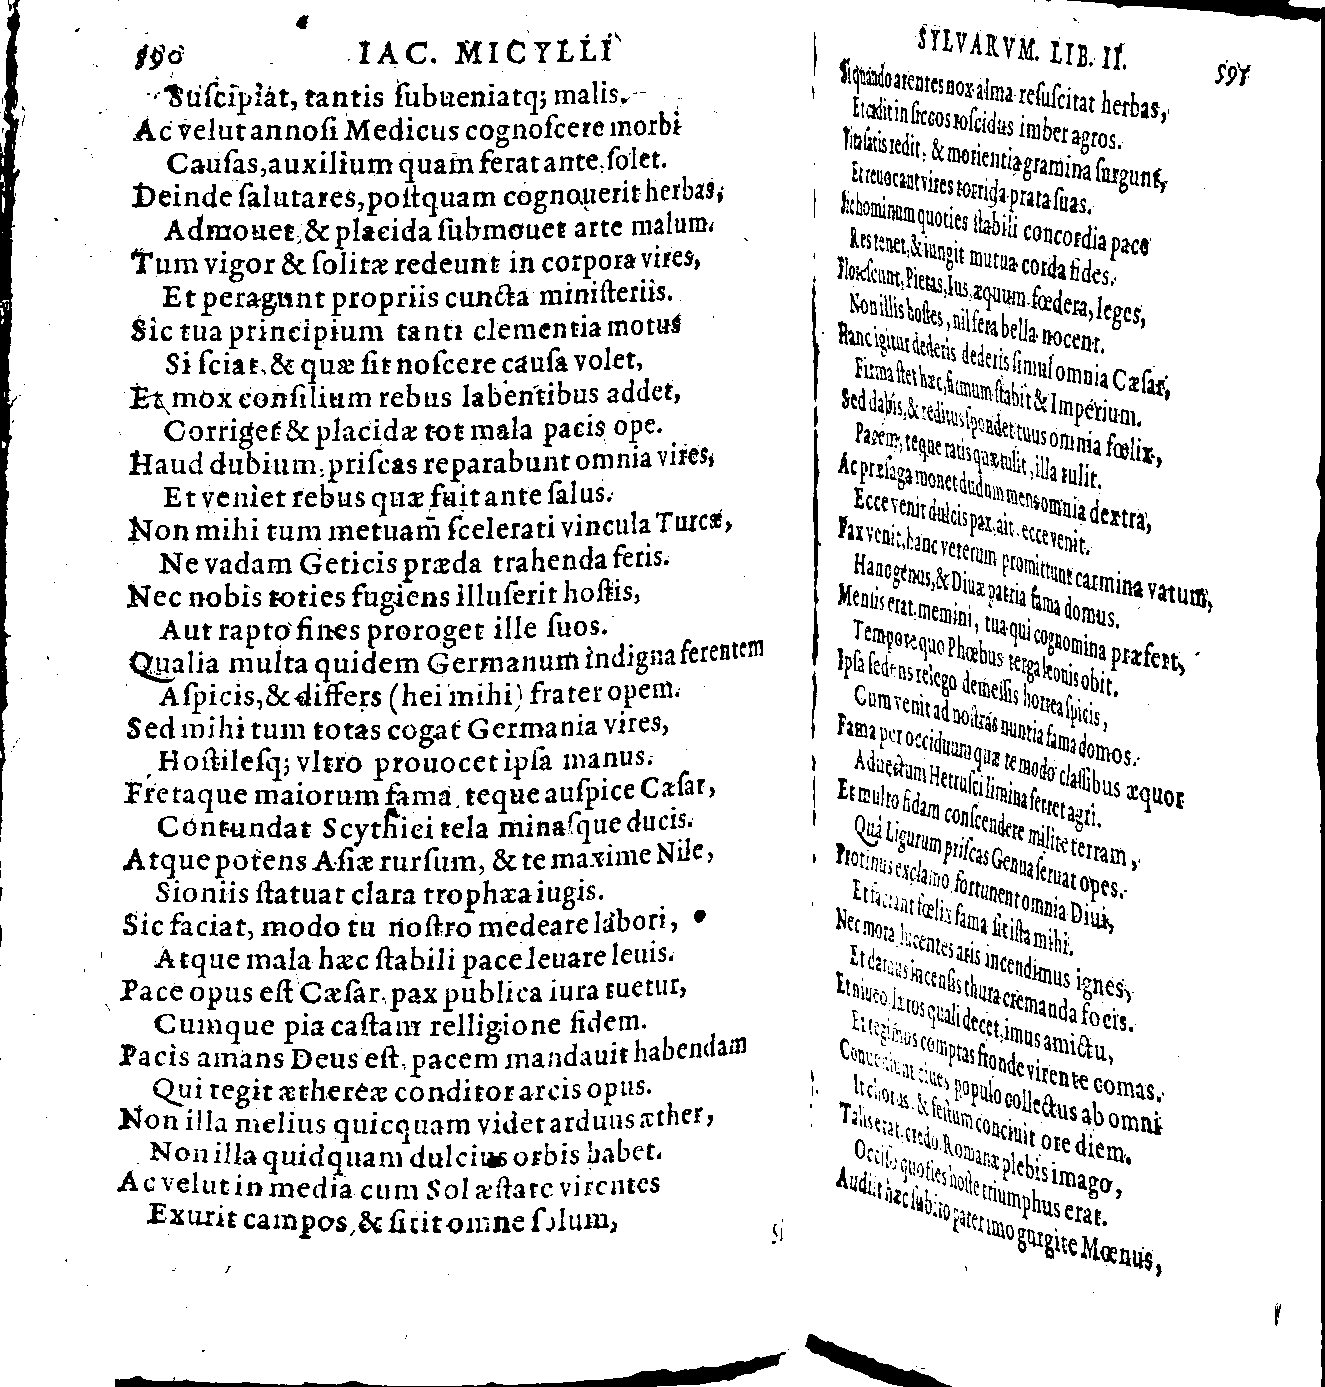 590 IAC. MICYLLI
Suſcipiat, tantis ſubueniatq; malis.
Ac velut annoſi Medicus cognoſcere morbi
Cauſas, auxilium quam ferat ante, ſolet.
Deinde ſalutares, poſtquam cognouerit herbas,
Admouet, & placida ſubmouet arte malum.
Tum vigor & ſolitæ redeunt in corpora vires,
Et peragunt propriis cuncta miniſteriis.
Sic tua principium tanti clementia motus
Si ſciat, & quæ ſit noſcere cauſa volet,
Et mox conſilium rebus labentibus addet,
Corriget & placidæ tot mala pacis ope.
Haud dubium, priſcas reparabunt omnia vires,
Et veniet rebus quæ fuit ante ſalus.
Non mihi tum metuam̄ ſcelerati vincula Turcæ,
Ne vadam Geticis præda trahenda feris.
Nec nobis toties fugiens illuſerit hoſtis,
Aut rapto fines proroget ille ſuos.
Qualia multa quidem Germanum indigna ferentem
Aſpicis, & differs (hei mihi) frater opem.
Sed mihi tum totas cogat Germania vires,
Hoſtileſq; vltro prouocet ipſa manus.
Fretaque maiorum fama, teque auſpice Cæſar,
Contundat Scythici tela minaſque ducis.
Atque potens Aſiæ rurſum, & te maxime Nile,
Sioniis ſtatuat clara trophæa iugis.
Sic faciat, modo tu noſtro medeare labori,
Atque mala hæc ſtabili pace leuare leuis.
Pace opus eſt Cæſar, pax publica iura tuetur,
Cumque pia caſtam relligione fidem.
Pacis amans Deus eſt, pacem mandauit habendam
Qui regit æthereæ conditor arcis opus.
Non illa melius quicquam videt arduus æther,
Non illa quidquam dulcius orbis habet.
Ac velut in media cum Sol æſtate virentes
Exurit campos, & ſitit omne ſolum,
Si
SYLVARVM. LIB. II. 591
Si quando arentes nox alma reſuſcitat herbas,
Et cadit in ſiccos roſcidus imber agros.
Vita ſatis redit, & morientia gramina ſurgunt,
Et reuocant vires torrida prata ſuas.
Sic hominum quoties ſtabili concordia pace
Res tenet, & iungit mutua corda fides.
Floreſcunt, Pietas, Ius, æquum fœdera, leges,
Non illis hoſtes, nil fera bella nocent.
Hanc igitur dederis dederis ſimul omnia Cæſar,
Firma ſtet hæc, firmum ſtabit & Imperium.
Sed dabis, & reditus ſpondet tuus omnia fœlix,
Pacem, teque ratis quæ tulit, illa tulit.
Ac præſaga monet dudum mens omnia dextra,
Ecce venit dulcis pax, ait, ecce venit.
Pax venit, hanc veterum promittunt carmina vatum,
Hanc genus, & Diuæ patria fama domus.
Mentis erat, memini, tua qui cognomina præfert,
Tempore quo Phœbus terga leonis obit.
Ipſa ſedens relego demeſſis horrea ſpicis,
Cum venit ad noſtras nuntia fama domos.
Fama per occiduum quæ te modo claſſibus æquor
Aduectum Hetruſci limina ferret agri.
Et multo fidam conſcendere milite terram,
Quà Ligurum priſcas Genua ſeruat opes.
Protinus exclamo, fortunent omnia Diui,
Et faciant fœlix fama ſit iſta mihi.
Nec mora, lucentes aris incendimus ignes,
Et damus incenſis thura cremanda focis.
Et niueo, lætos quali decet, imus amictu,
Et tegimus comptas fronde virente comas.
Conueniunt ciues populo collectus ab omni
It chorus, & feſtum conciuit ore diem.
Talis erat, credo, Romanæ plebis imago,
Occiſo quoties hoſte triumphus erat.
Audiit hæc ſubito pater imo gurgite Mœnus,